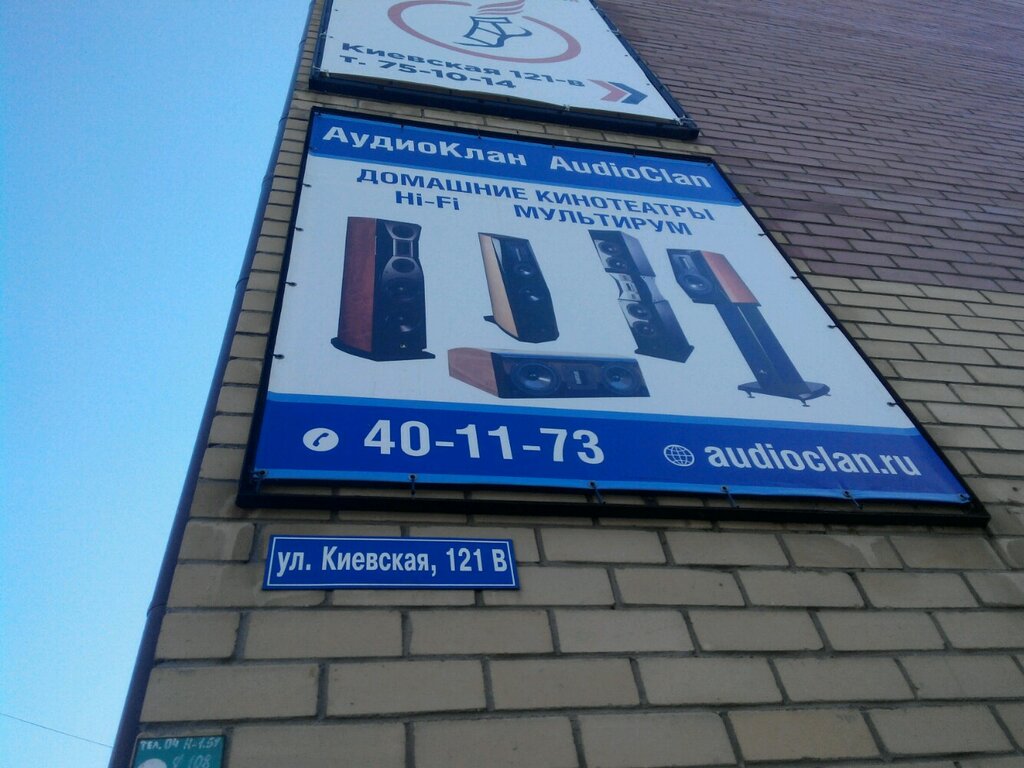 Киевская 121-в
т. 75-10-14
АудиоКлан AudioClan
ДОМАШНИЕ КИНОТЕАТРЫ
Hi-Fi МУЛЬТИРУМ
40-11-73 audioclan.ru
ул. Киевская, 121 В